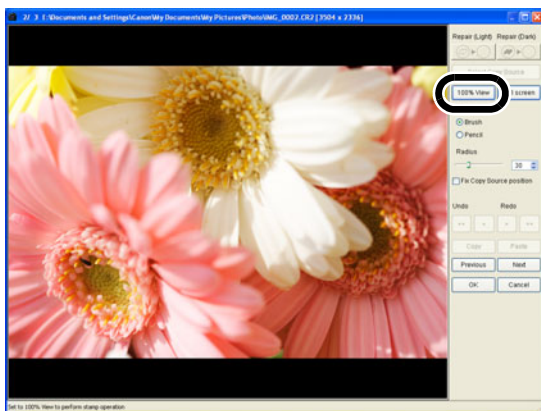 2/ 3 E:\Documents and Settings\Canon\My Documents\My Pictures\Photo\IMG_0002.CR2 [3504 x 2336]
Repair (Light) Repair (Dark)
100% View screen
Brush
Pencil
Radius
30
Fix Copy Source position
Undo Redo
Copy Paste
Previous Next
OK Cancel
Set to 100% View to perform stamp operation